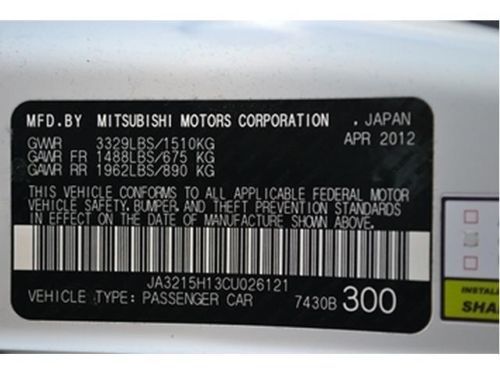 MFD.BY MITSUBISHI MOTORS CORPORATION . JAPAN
GVWR 3329LBS/1510KG APR 2012
GAWR FR 1488LBS/675 KG
GAWR RR 1962LBS/890 KG
THIS VEHICLE CONFORMS TO ALL APPLICABLE FEDERAL MOTOR
VEHICLE SAFETY, BUMPER, AND THEFT PREVENTION STANDARDS
IN EFFECT ON THE DATE OF MANUFACTURE SHOWN ABOVE.
JA3215H13CU026121
VEHICLE TYPE: PASSENGER CAR 7430B 300
INSTALL
SHA